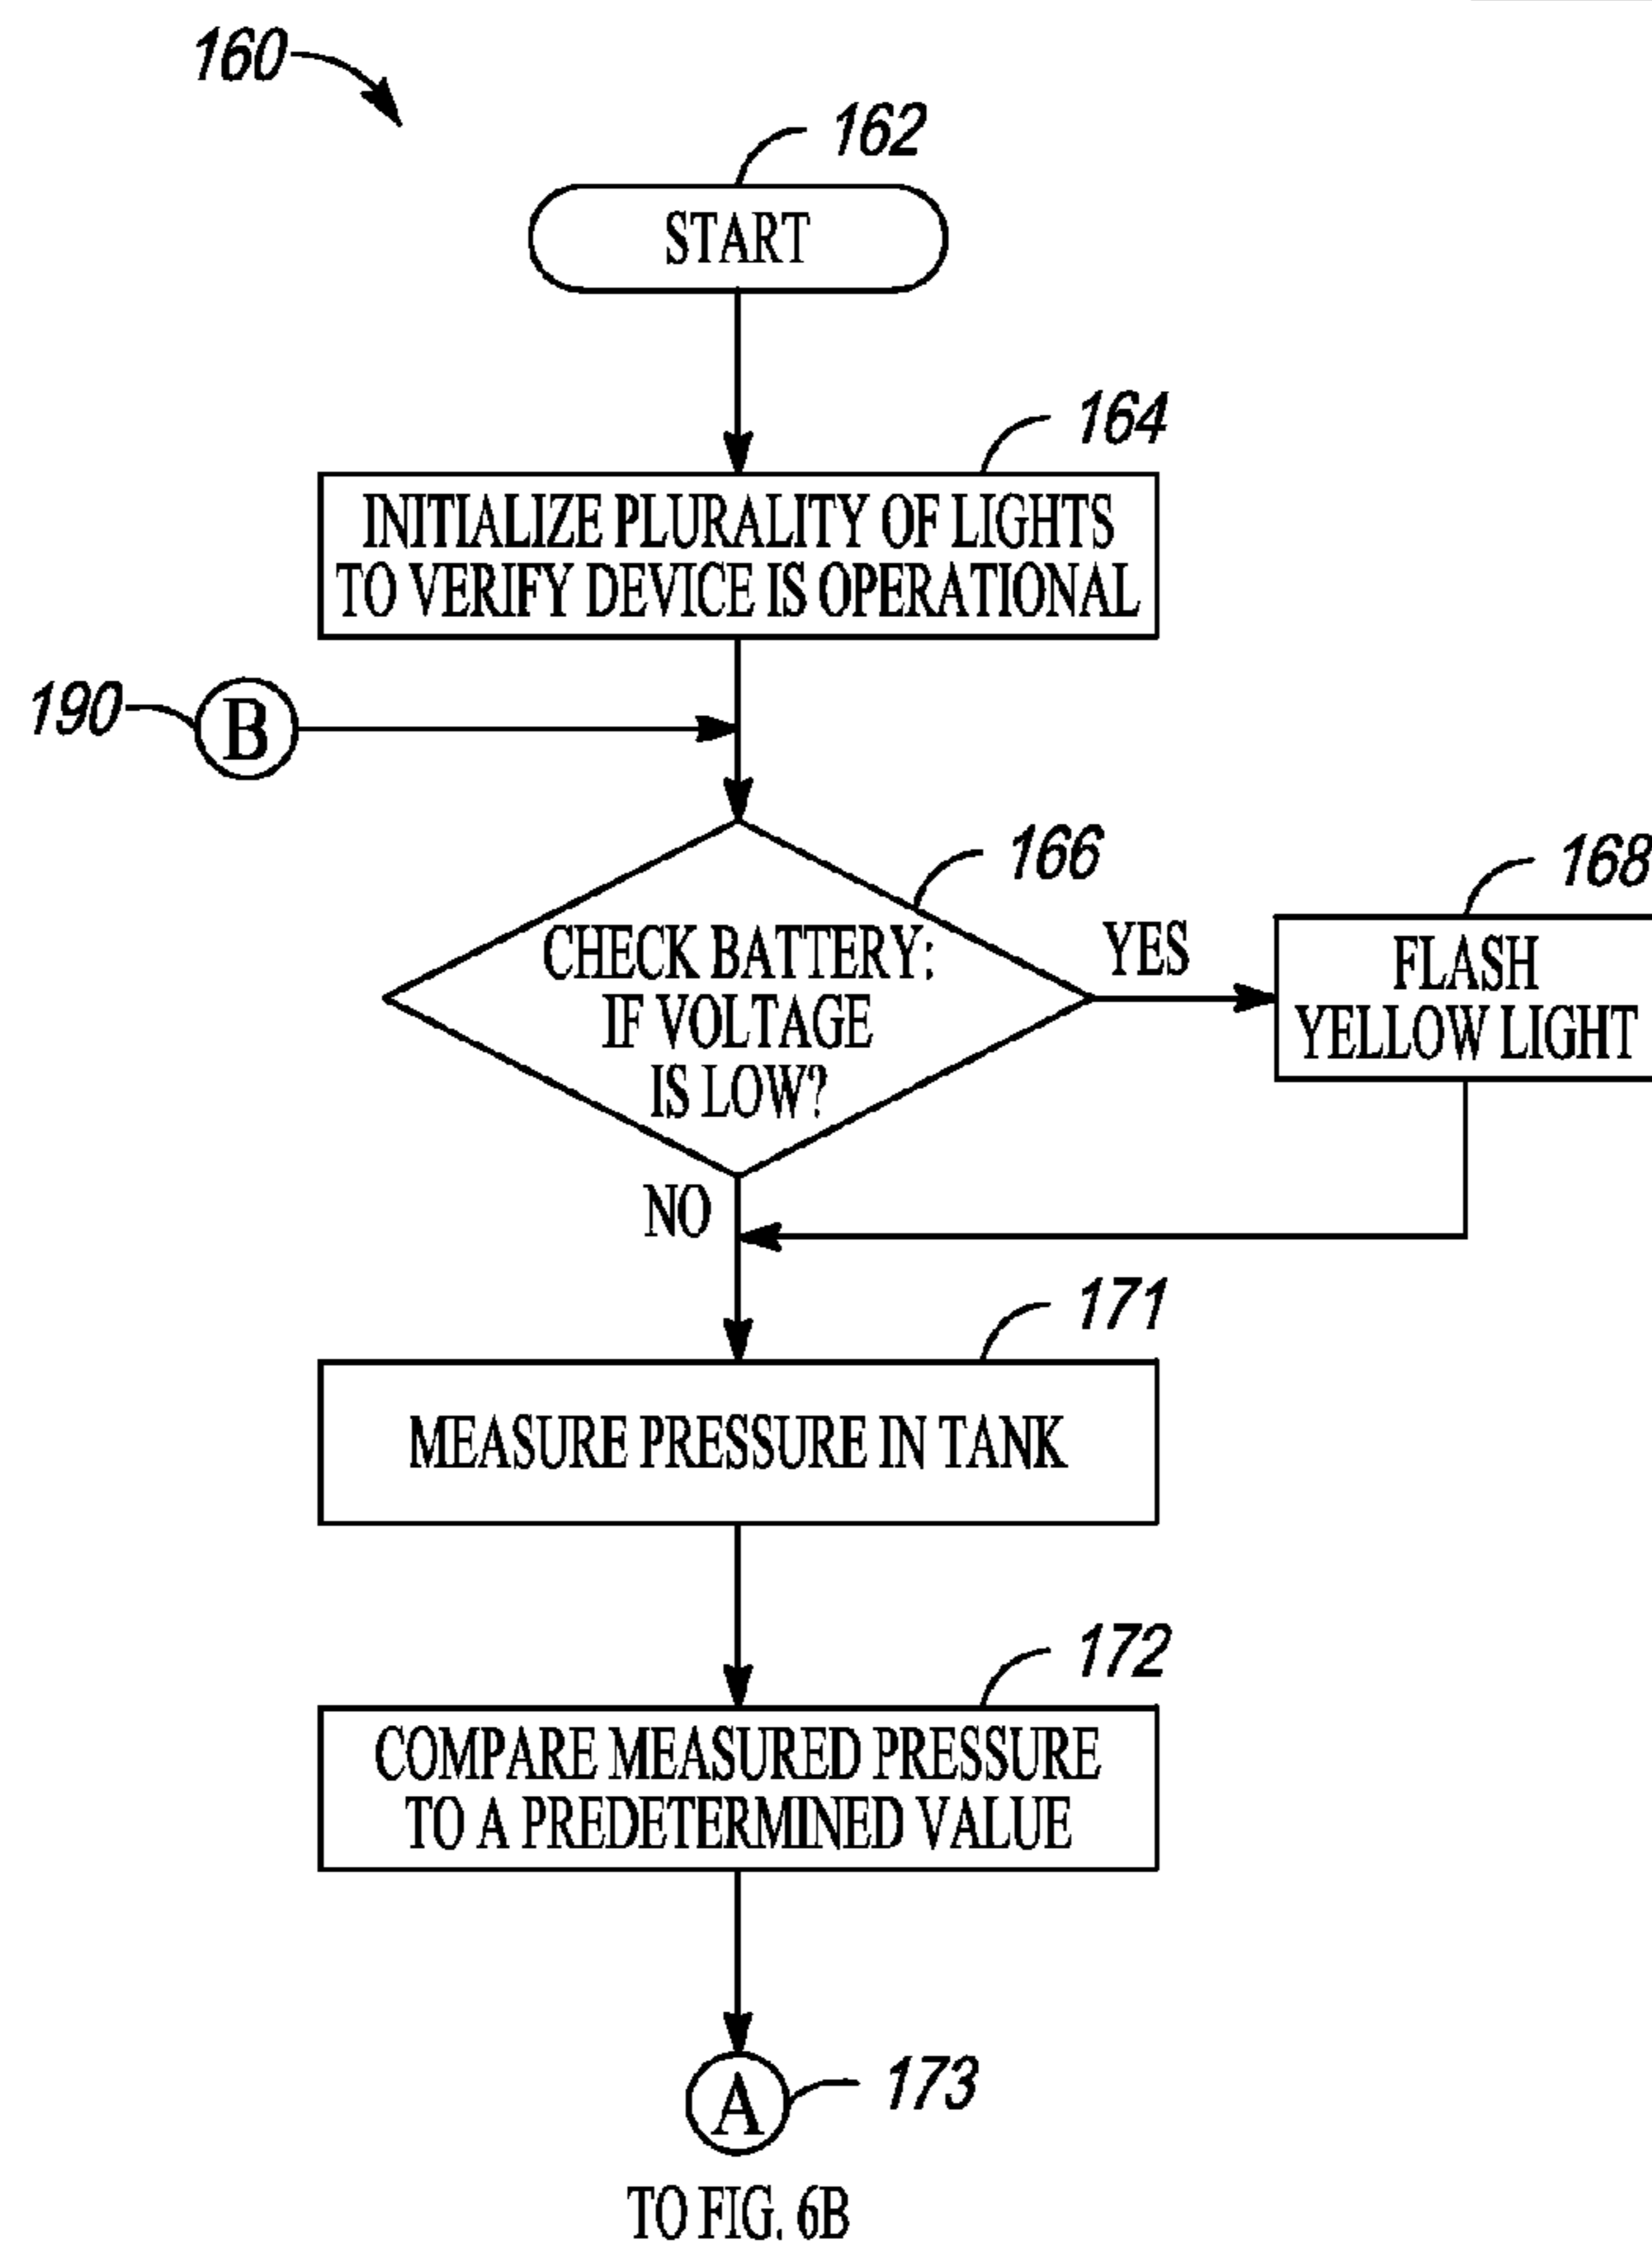 160
162
START
164
INITIALIZE PLURALITY OF LIGHTS
TO VERIFY DEVICE IS OPERATIONAL
190
B
166
168
CHECK BATTERY:
IF VOLTAGE
IS LOW?
YES
FLASH
YELLOW LIGHT
NO
171
MEASURE PRESSURE IN TANK
172
COMPARE MEASURED PRESSURE
TO A PREDETERMINED VALUE
A
173
TO FIG. 6B